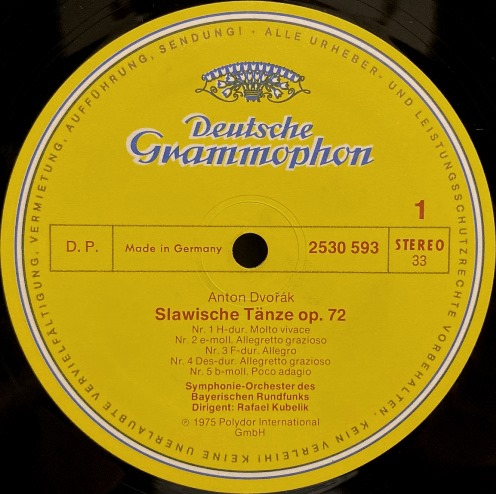 KEIN VERLEIH! KEINE UNERLAUBTE VERVIELFÄLTIGUNG, VERMIETUNG, AUFFÜHRUNG, SENDUNG! - ALLE URHEBER- UND LEISTUNGSSCHUTZRECHTE VORBEHALTEN.
Deutsche
Grammophon
1
D. P.
Made in Germany
2530 593
STEREO
33
Anton Dvořák
Slawische Tänze op. 72
Nr. 1 H-dur. Molto vivace
Nr. 2 e-moll. Allegretto grazioso
Nr. 3 F-dur. Allegro
Nr. 4 Des-dur. Allegretto grazioso
Nr. 5 b-moll. Poco adagio
Symphonie-Orchester des
Bayerischen Rundfunks
Dirigent: Rafael Kubelik
℗ 1975 Polydor International
GmbH